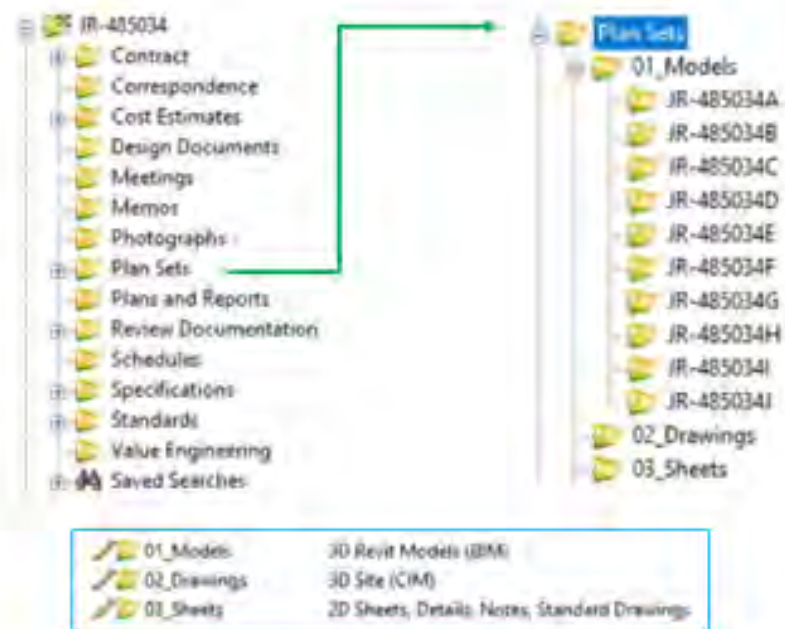 JR-485034
Contract
Correspondence
Cost Estimates
Design Documents
Meetings
Memos
Photographs
Plan Sets
Plans and Reports
Review Documentation
Schedules
Specifications
Standards
Value Engineering
Saved Searches
Plan Sets
01_Models
JR-485034A
JR-485034B
JR-485034C
JR-485034D
JR-485034E
JR-485034F
JR-485034G
JR-485034H
JR-485034I
JR-485034J
02_Drawings
03_Sheets
01_Models 3D Revit Models (BIM)
02_Drawings 3D Site (CIM)
03_Sheets 2D Sheets, Details, Notes, Standard Drawings